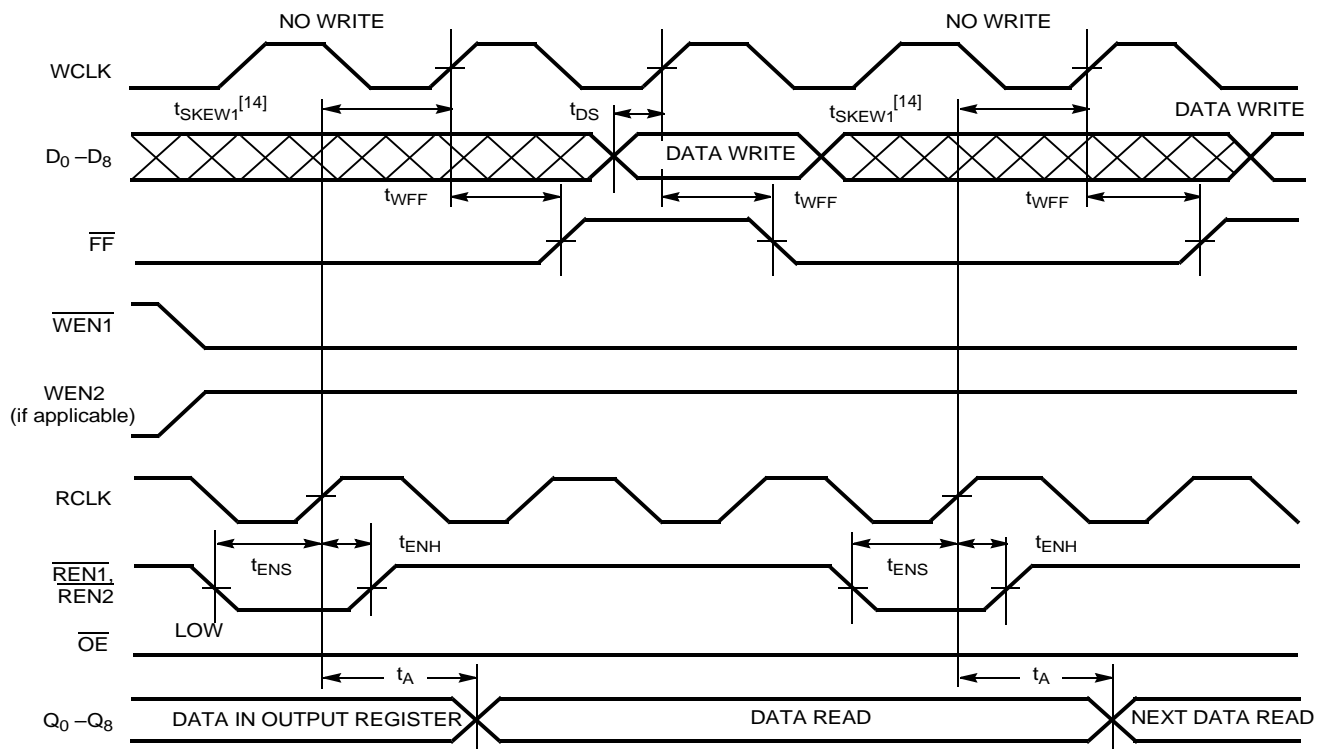 NO WRITE NO WRITE
WCLK
tSKEW1[14] tDS tSKEW1[14] DATA WRITE
D0 –D8 DATA WRITE
tWFF tWFF tWFF
FF
WEN1
WEN2
(if applicable)
RCLK
tENH tENH
tENS tENS
REN1,
REN2
LOW
OE
tA tA
Q0 –Q8 DATA IN OUTPUT REGISTER DATA READ NEXT DATA READ